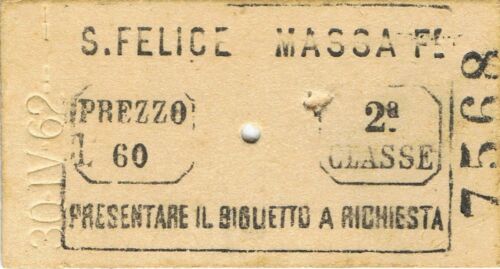 S. FELICE MASSA F
PREZZO
L 60
2ª
CLASSE
PRESENTARE IL BIGLIETTO A RICHIESTA
7568
30 IV 62